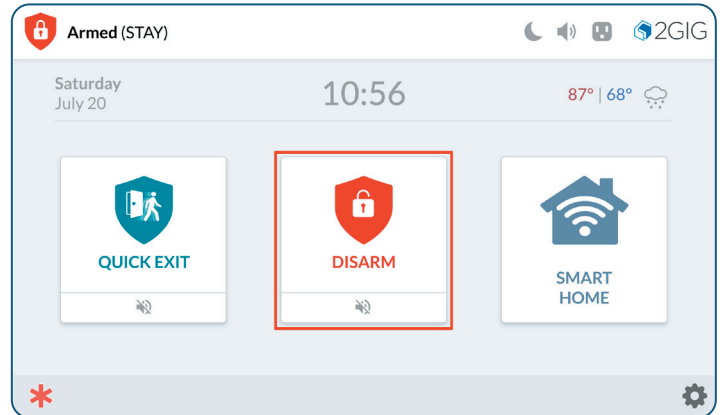 Armed (STAY)
2GIG
Saturday
July 20
10:56
87° | 68°
QUICK EXIT
DISARM
SMART
HOME